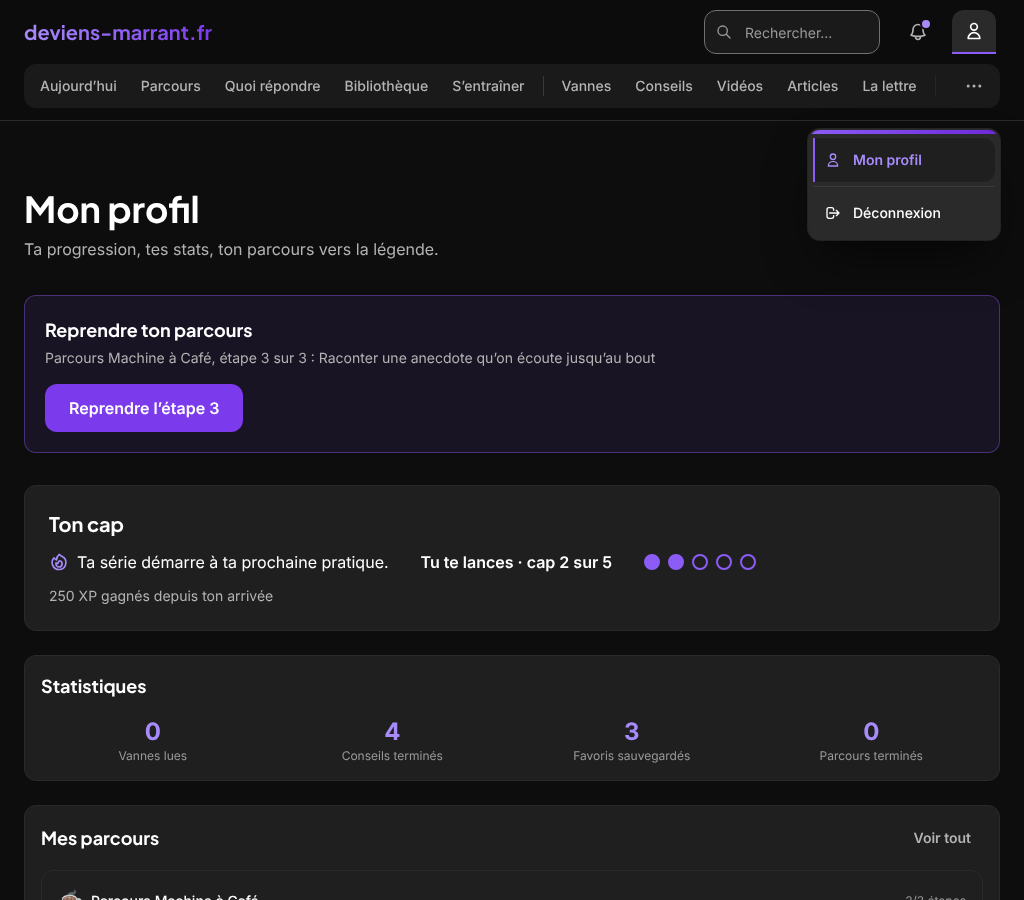 deviens-marrant.fr
Rechercher...
Aujourd’hui Parcours Quoi répondre Bibliothèque S’entraîner Vannes Conseils Vidéos Articles La lettre
Mon profil
Déconnexion
Mon profil
Ta progression, tes stats, ton parcours vers la légende.
Reprendre ton parcours
Parcours Machine à Café, étape 3 sur 3 : Raconter une anecdote qu’on écoute jusqu’au bout
Reprendre l’étape 3
Ton cap
Ta série démarre à ta prochaine pratique. Tu te lances · cap 2 sur 5
250 XP gagnés depuis ton arrivée
Statistiques
0 4 3 0
Vannes lues Conseils terminés Favoris sauvegardés Parcours terminés
Mes parcours Voir tout
Parcours Machine à Café